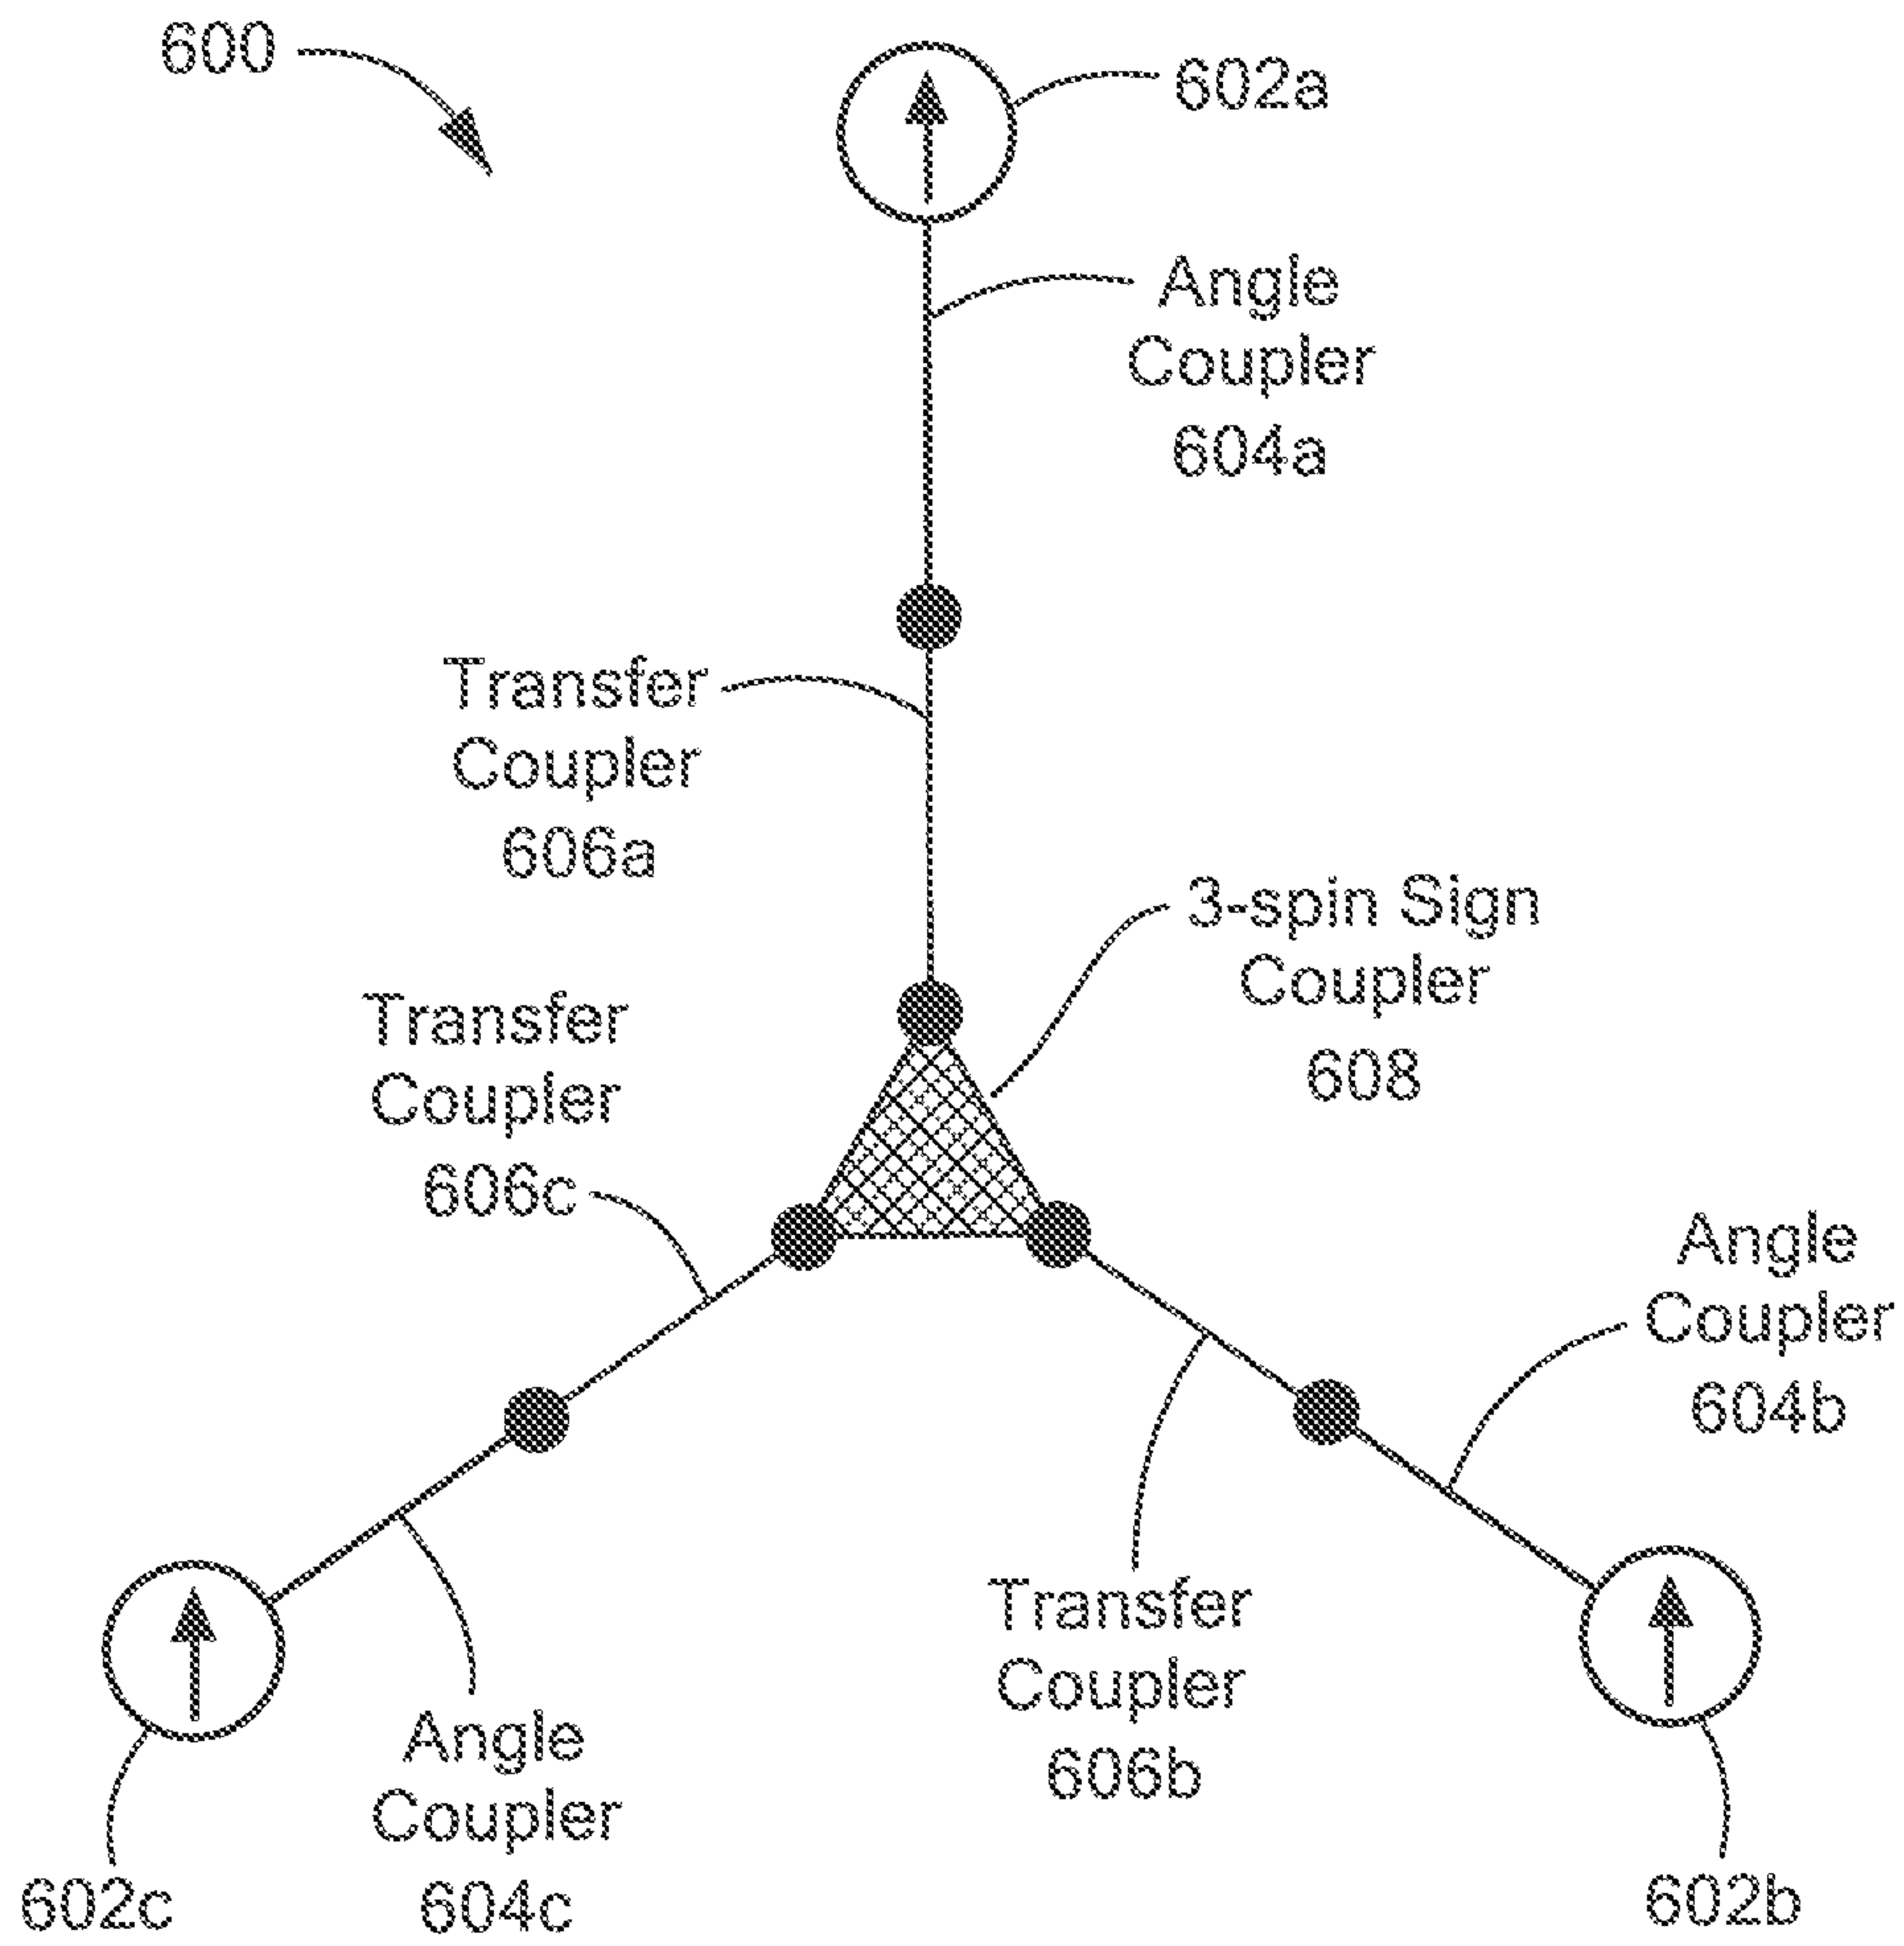 600
602a
Angle
Coupler
604a
Transfer
Coupler
606a
3-spin Sign
Coupler
608
Transfer
Coupler
606c
Angle
Coupler
604b
Transfer
Coupler
606b
Angle
Coupler
604c
602c
602b